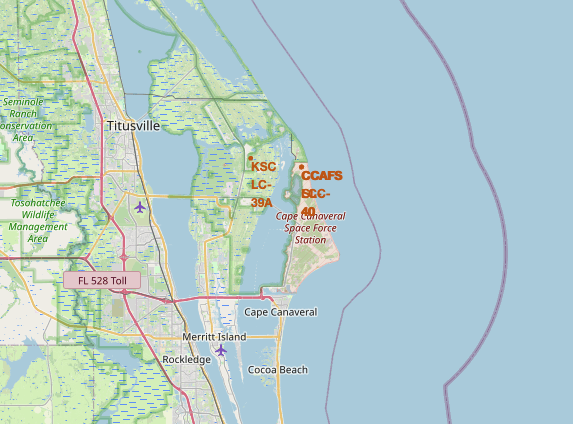 Seminole
Ranch
onservation
Area
Titusville
KSC
LC-
39A
CCAFS
SLC-
40
Tosohatchee
Wildlife
Management
Area
Cape Canaveral
Space Force
Station
FL 528 Toll
Cape Canaveral
Merritt Island
Rockledge
Cocoa Beach